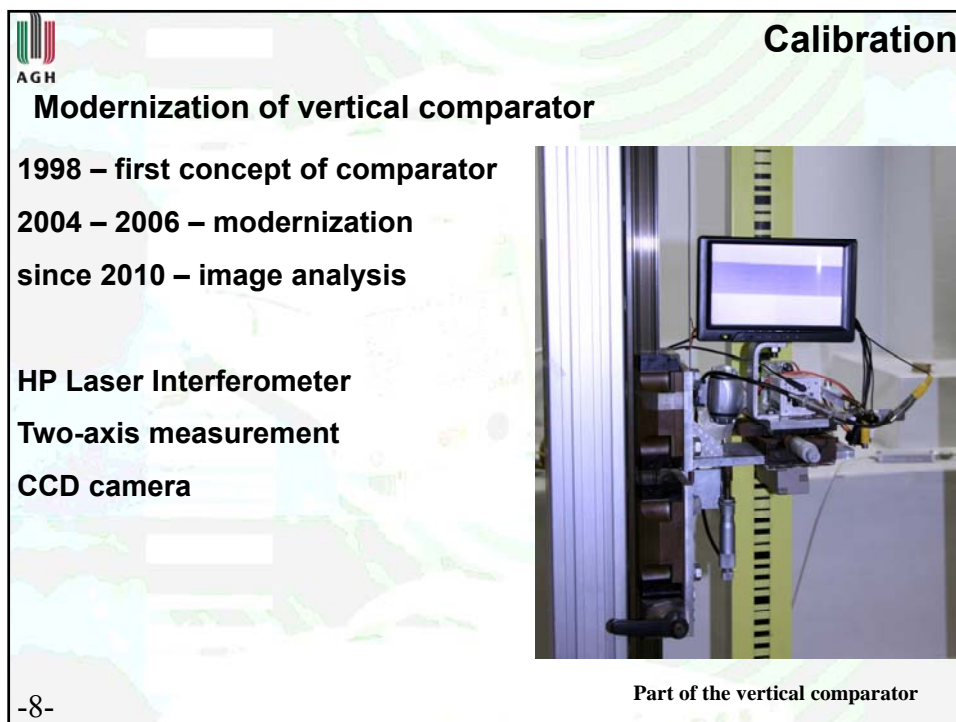 AGH
Calibration
Modernization of vertical comparator
1998 – first concept of comparator
2004 – 2006 – modernization
since 2010 – image analysis
HP Laser Interferometer
Two-axis measurement
CCD camera
Part of the vertical comparator
-8-